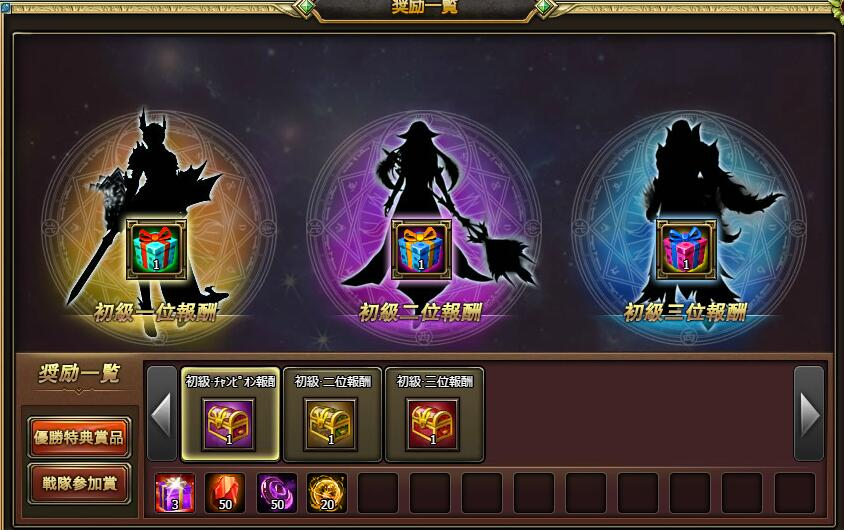 奨励一覧
1
1
1
初級一位報酬
初級二位報酬
初級三位報酬
奨励一覧
優勝特典賞品
戦隊参加賞
初級-ﾁｬﾝﾋﾟｵﾝ報酬
1
初級-二位報酬
1
初級-三位報酬
1
3
50
50
20